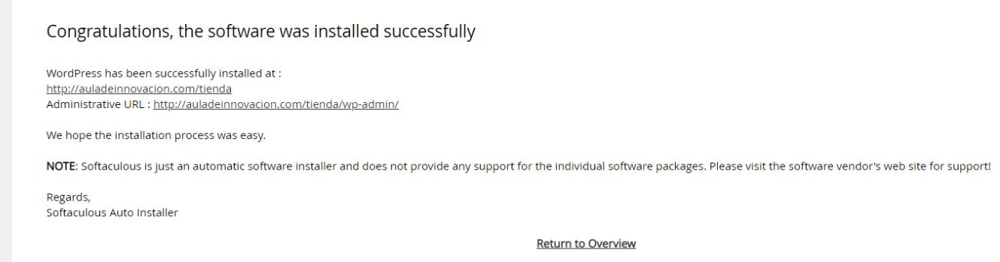 Congratulations, the software was installed successfully
WordPress has been successfully installed at :
http://auladeinnovacion.com/tienda
Administrative URL : http://auladeinnovacion.com/tienda/wp-admin/
We hope the installation process was easy.
NOTE: Softaculous is just an automatic software installer and does not provide any support for the individual software packages. Please visit the software vendor's web site for support!
Regards,
Softaculous Auto Installer
Return to Overview